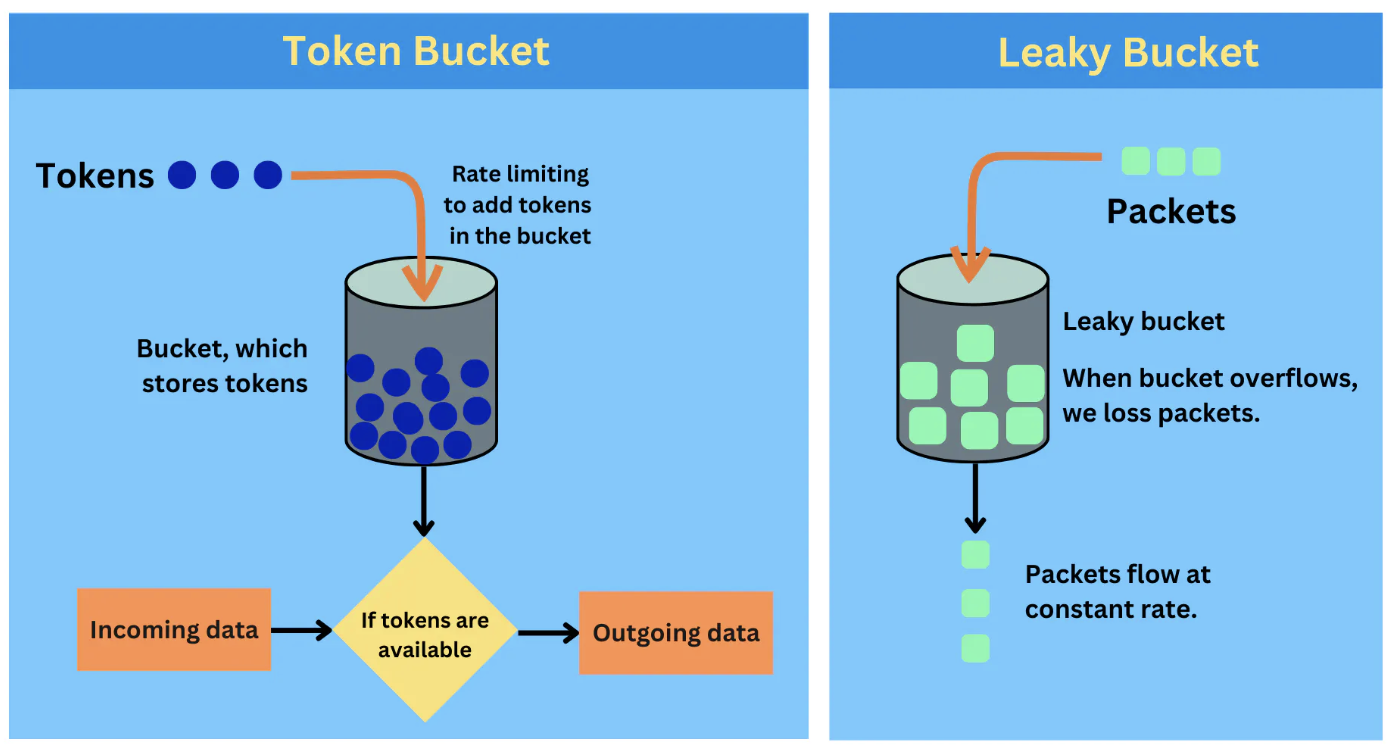 Token Bucket
Tokens
Rate limiting
to add tokens
in the bucket
Bucket, which
stores tokens
Incoming data
If tokens are
available
Outgoing data
Leaky Bucket
Packets
Leaky bucket
When bucket overflows,
we loss packets.
Packets flow at
constant rate.